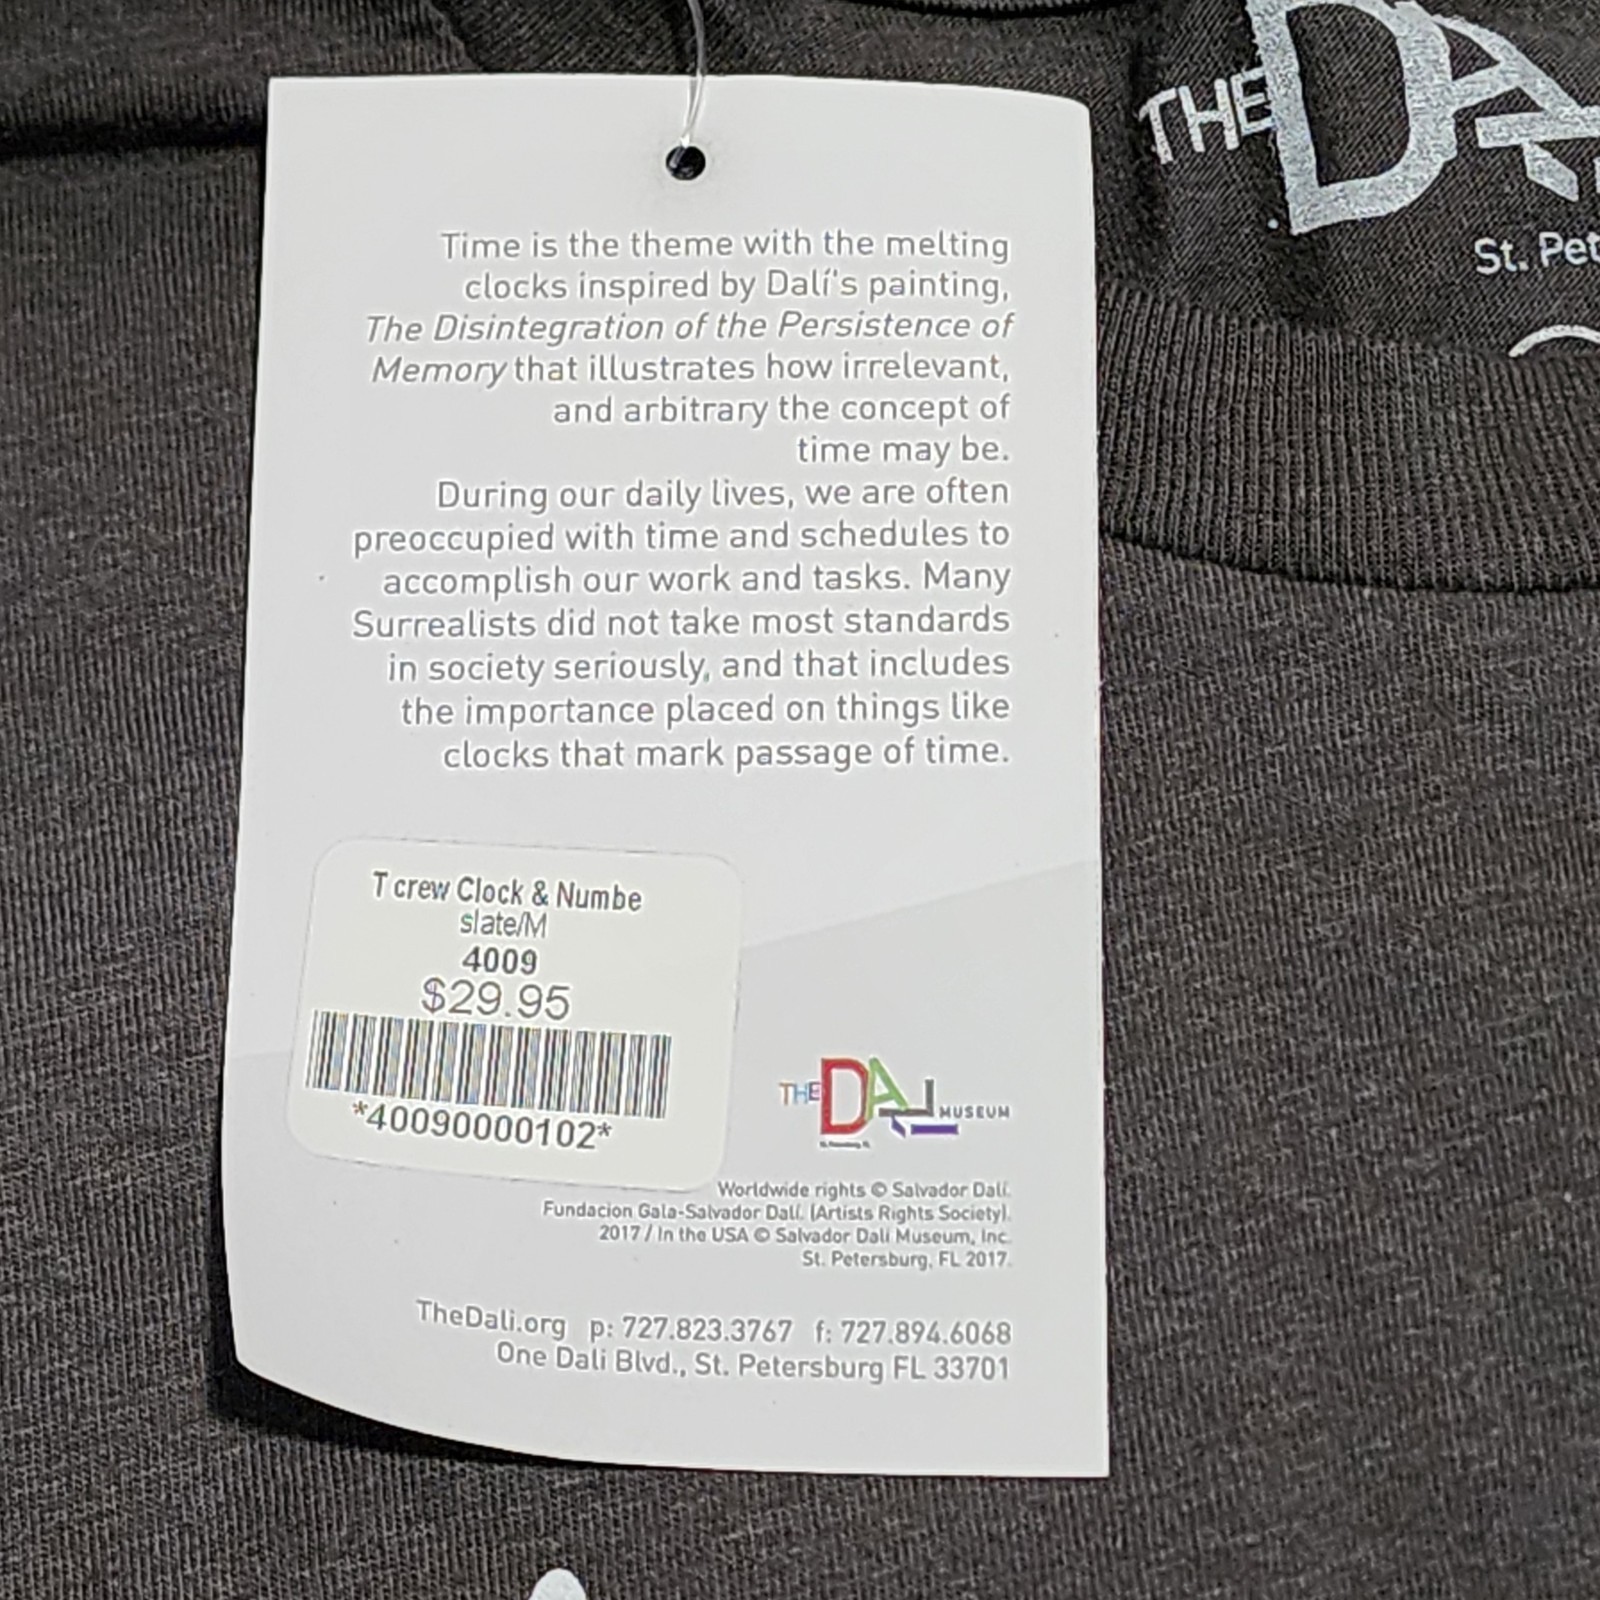 THE DALÍ
St. Pet
Time is the theme with the melting
clocks inspired by Dalí's painting,
The Disintegration of the Persistence of
Memory that illustrates how irrelevant,
and arbitrary the concept of
time may be.
During our daily lives, we are often
preoccupied with time and schedules to
accomplish our work and tasks. Many
Surrealists did not take most standards
in society seriously, and that includes
the importance placed on things like
clocks that mark passage of time.
T crew Clock & Numbe
slate/M
4009
$29.95
*40090000102*
THE DALÍ MUSEUM
Worldwide rights © Salvador Dalí.
Fundacion Gala-Salvador Dalí. (Artists Rights Society).
2017 / In the USA © Salvador Dali Museum, Inc.
St. Petersburg, FL 2017.
TheDali.org p: 727.823.3767 f: 727.894.6068
One Dali Blvd., St. Petersburg FL 33701